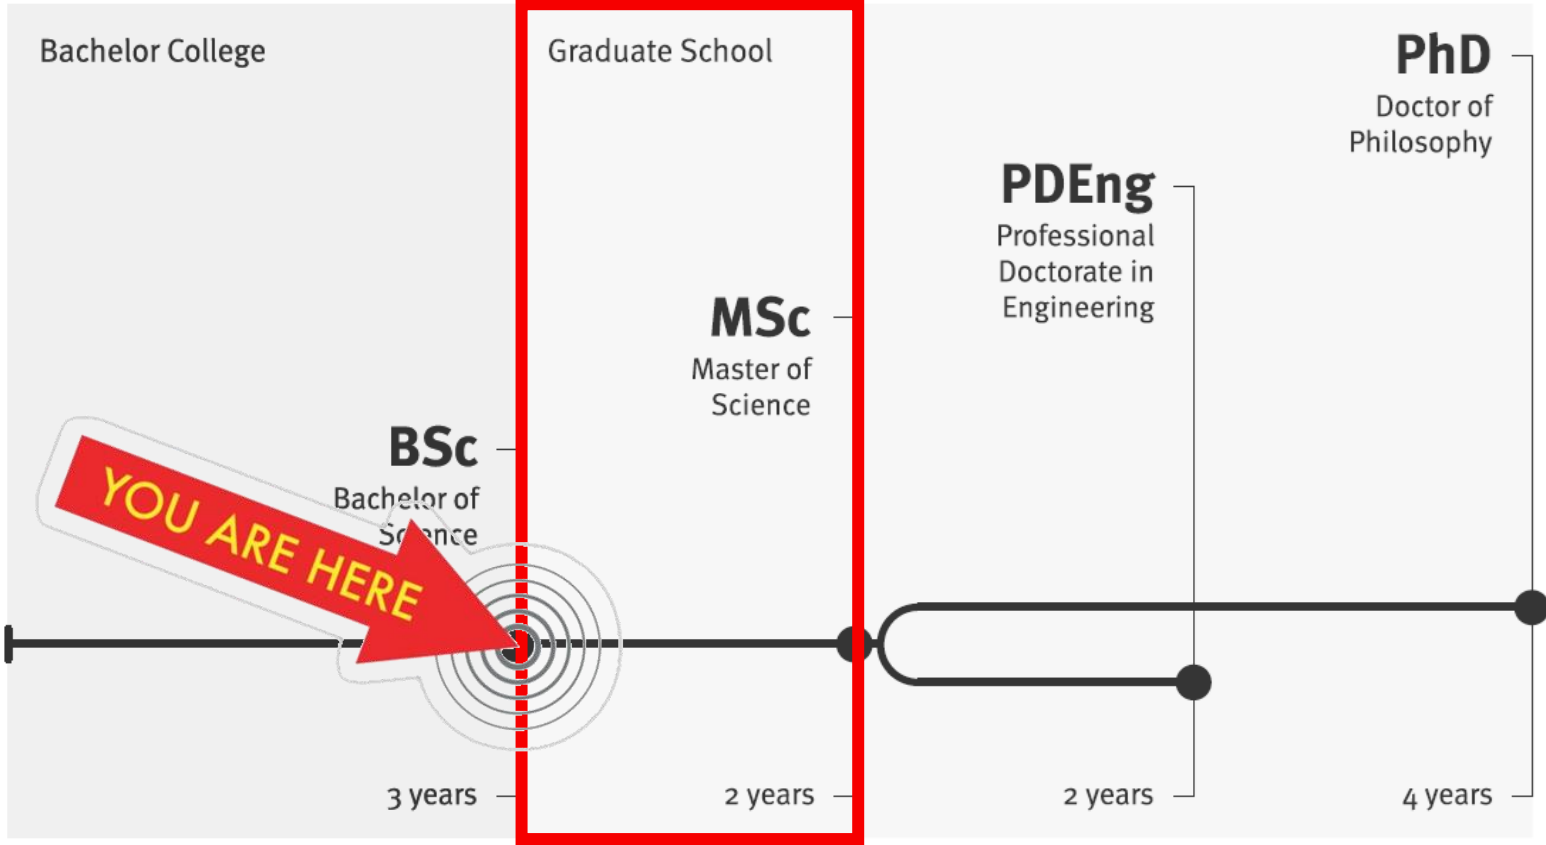 Bachelor College
Graduate School
PhD
Doctor of
Philosophy
PDEng
Professional
Doctorate in
Engineering
MSc
Master of
Science
BSc
Bachelor of
Science
YOU ARE HERE
3 years
2 years
2 years
4 years